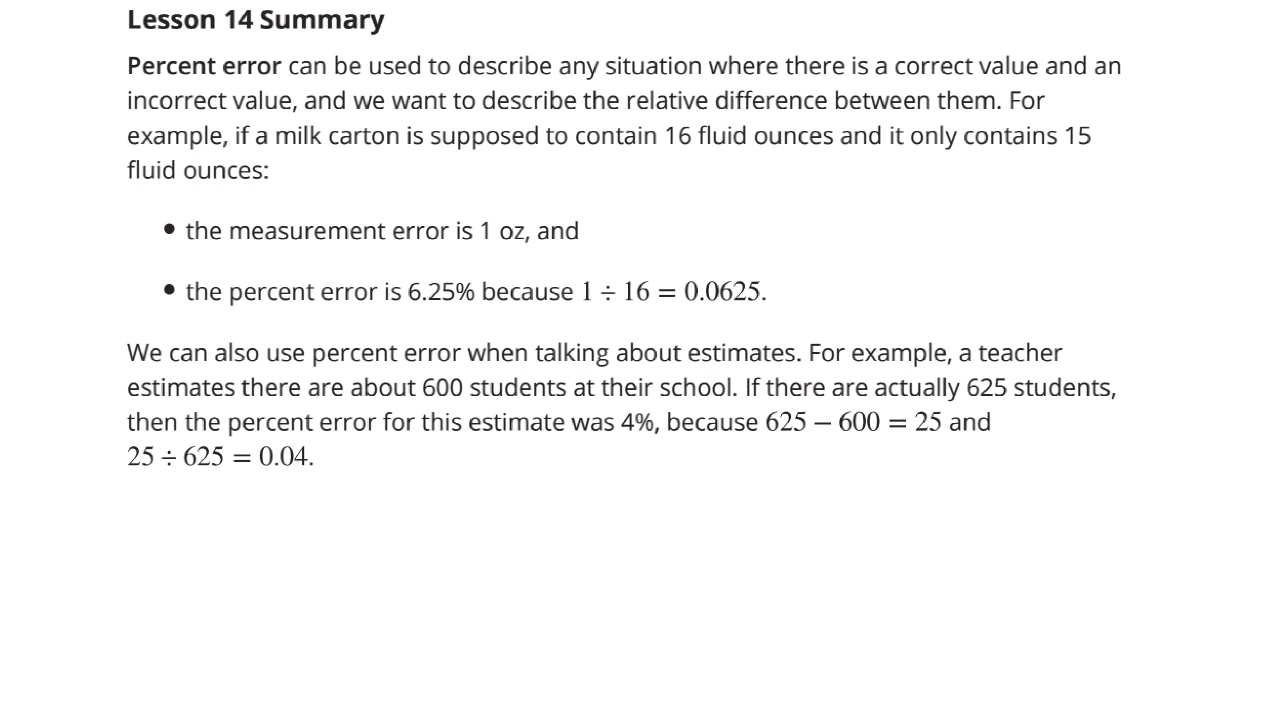 Lesson 14 Summary
Percent error can be used to describe any situation where there is a correct value and an
incorrect value, and we want to describe the relative difference between them. For
example, if a milk carton is supposed to contain 16 fluid ounces and it only contains 15
fluid ounces:
• the measurement error is 1 oz, and
• the percent error is 6.25% because 1 ÷ 16 = 0.0625.
We can also use percent error when talking about estimates. For example, a teacher
estimates there are about 600 students at their school. If there are actually 625 students,
then the percent error for this estimate was 4%, because 625 − 600 = 25 and
25 ÷ 625 = 0.04.